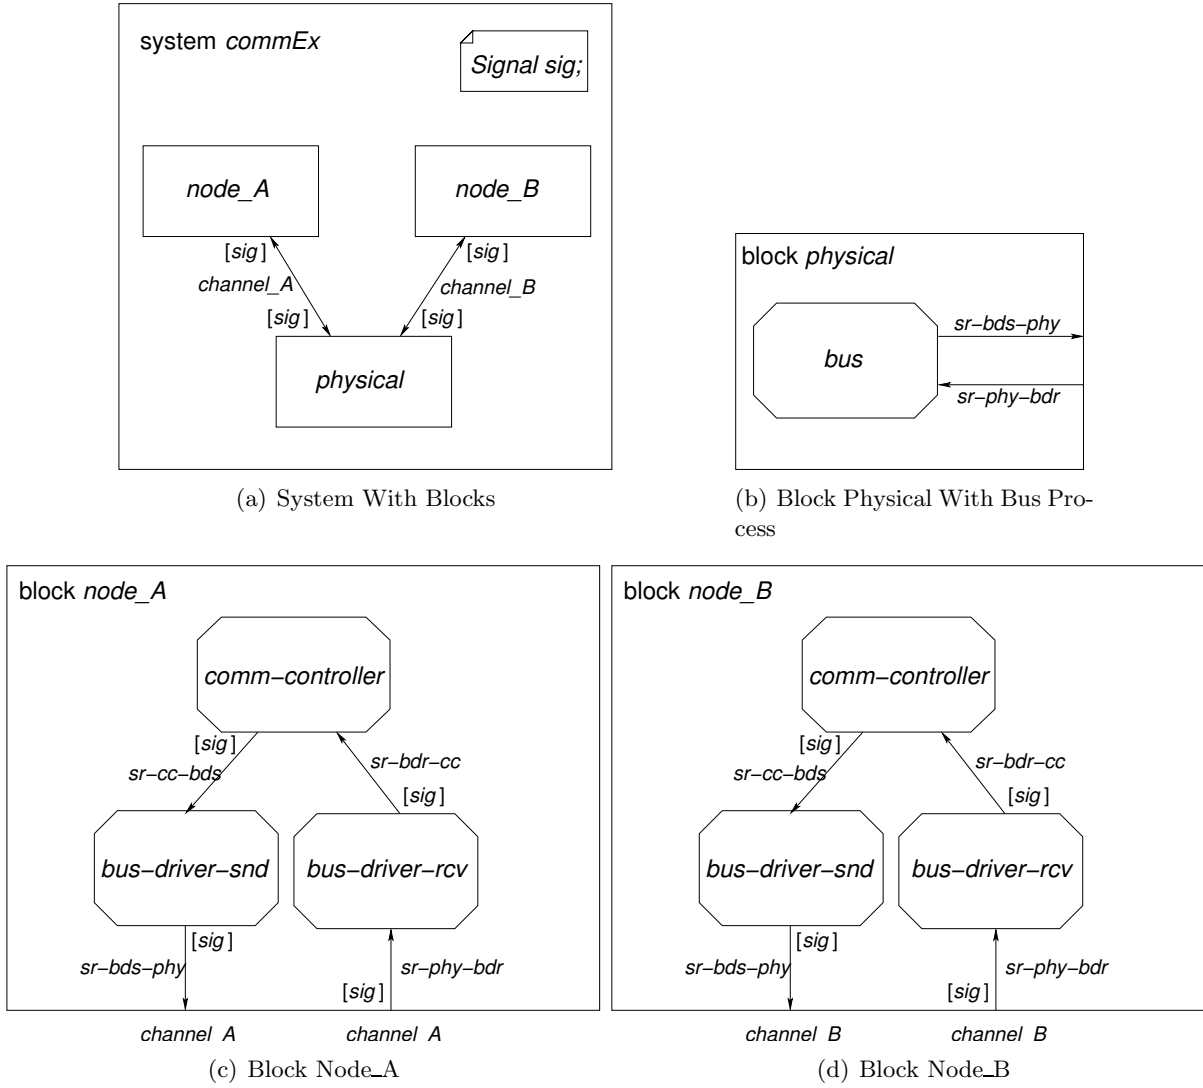 system commEx
Signal sig;
node_A
node_B
[sig]
[sig]
channel_A
channel_B
[sig]
[sig]
physical
(a) System With Blocks
block physical
sr-bds-phy
bus
sr-phy-bdr
(b) Block Physical With Bus Pro-
cess
block node_A
comm-controller
[sig]
sr-bdr-cc
sr-cc-bds
[sig]
bus-driver-snd
bus-driver-rcv
[sig]
sr-bds-phy
sr-phy-bdr
[sig]
channel A
channel A
(c) Block Node_A
block node_B
comm-controller
[sig]
sr-bdr-cc
sr-cc-bds
[sig]
bus-driver-snd
bus-driver-rcv
[sig]
sr-bds-phy
sr-phy-bdr
[sig]
channel B
channel B
(d) Block Node_B